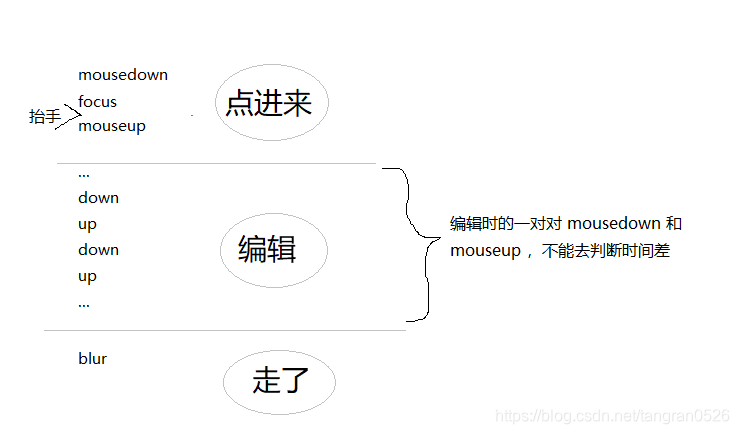 mousedown
focus
抬手
mouseup
点进来
...
down
up
down
up
...
编辑
编辑时的一对对 mousedown 和
mouseup ，不能去判断时间差
blur
走了
https://blog.csdn.net/tangran0526